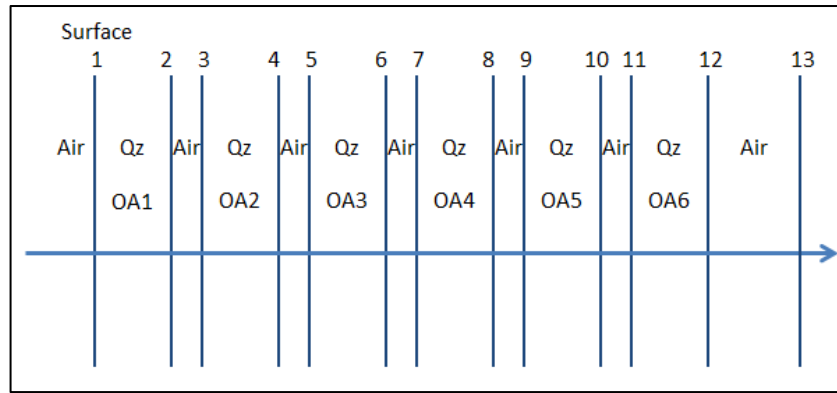 Surface
1 2 3 4 5 6 7 8 9 10 11 12 13
Air Qz Air Qz Air Qz Air Qz Air Qz Air Qz Air
OA1 OA2 OA3 OA4 OA5 OA6